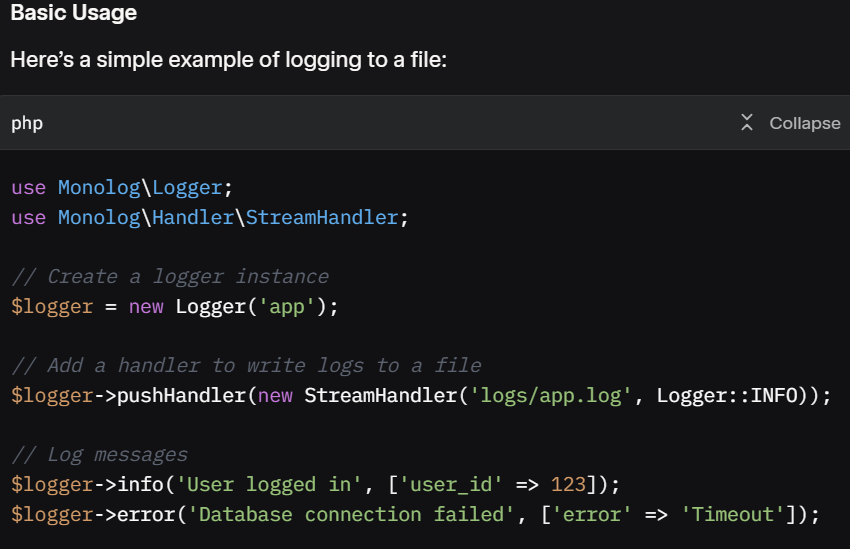 Basic Usage
Here’s a simple example of logging to a file:
php
Collapse
use Monolog\Logger;
use Monolog\Handler\StreamHandler;
// Create a logger instance
$logger = new Logger('app');
// Add a handler to write logs to a file
$logger->pushHandler(new StreamHandler('logs/app.log', Logger::INFO));
// Log messages
$logger->info('User logged in', ['user_id' => 123]);
$logger->error('Database connection failed', ['error' => 'Timeout']);